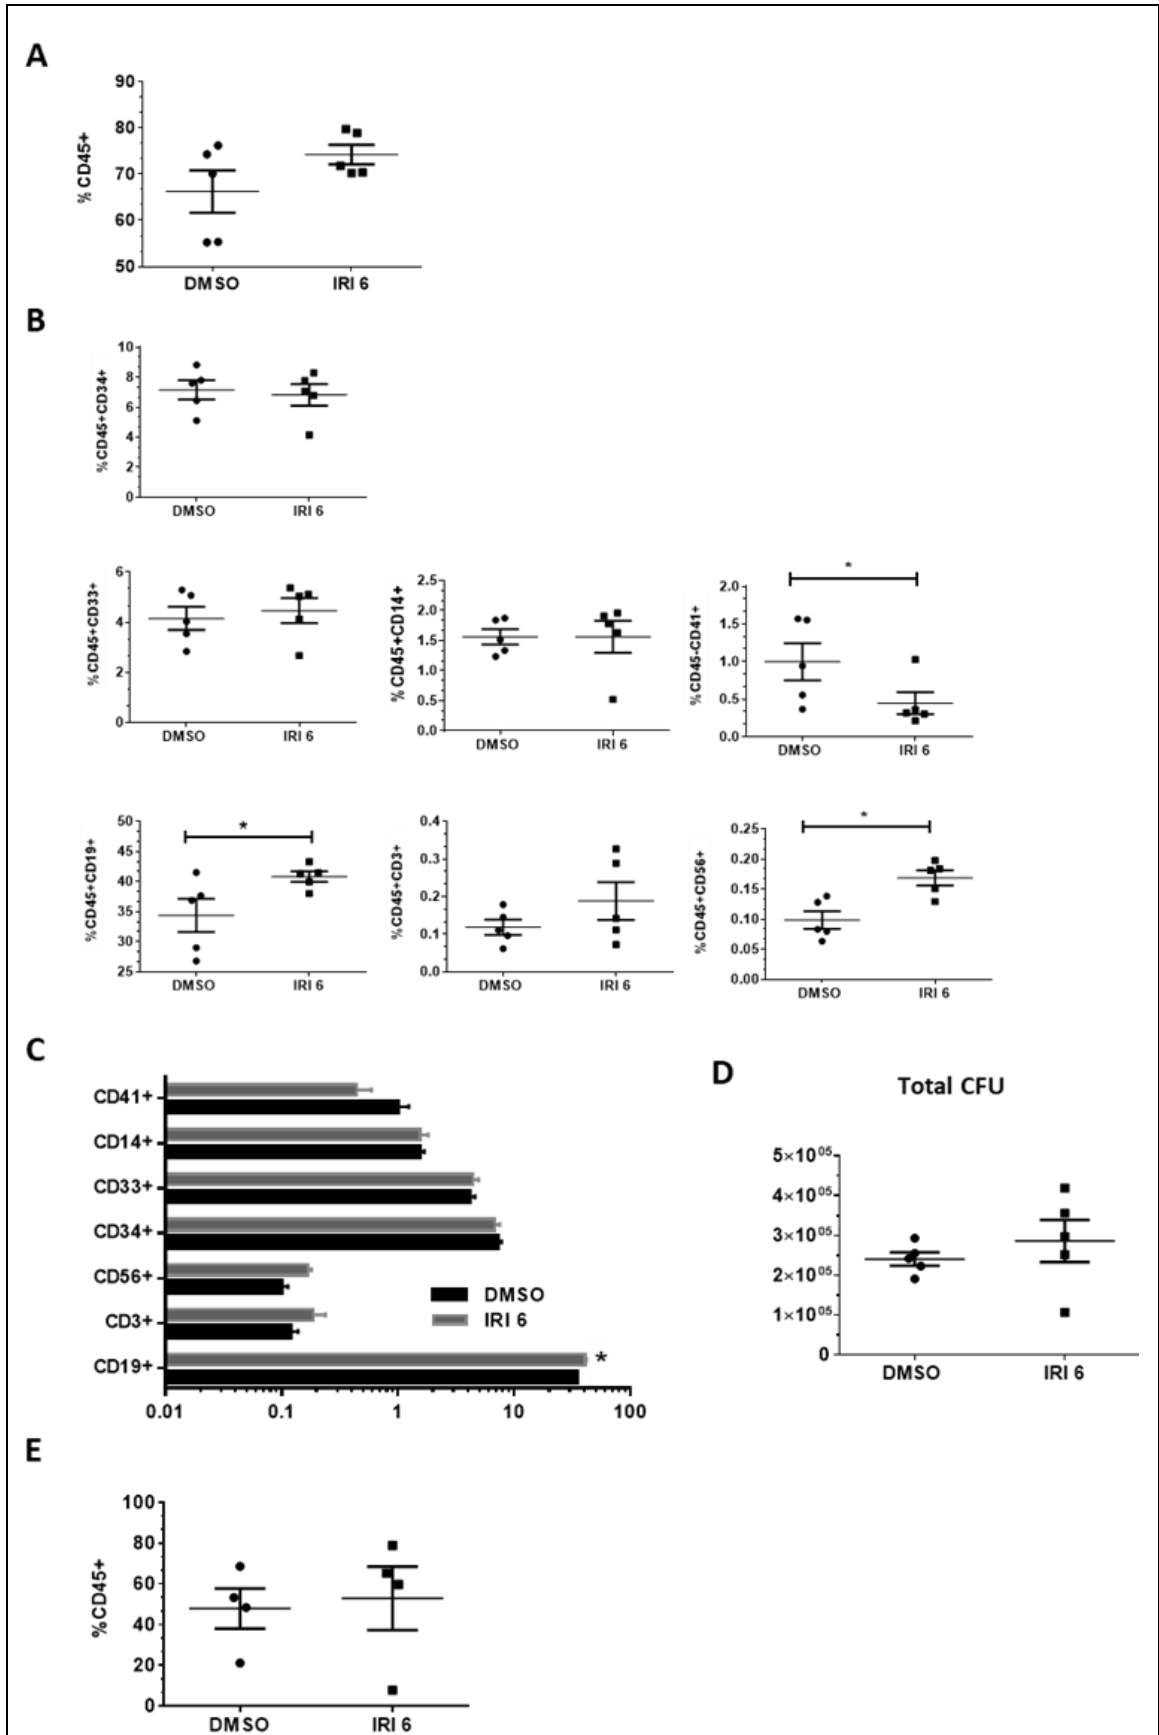 A
%CD45+
90
80
70
60
50
DMSO
IRI 6
B
%CD45+CD34+
10
8
6
4
2
0
DMSO
IRI 6
%CD45+CD33+
6
4
2
0
DMSO
IRI 6
%CD45+CD14+
2.5
2.0
1.5
1.0
0.5
0.0
DMSO
IRI 6
%CD45-CD41+
2.0
1.5
1.0
0.5
0.0
*
DMSO
IRI 6
%CD45+CD19+
50
45
40
35
30
25
*
DMSO
IRI 6
%CD45+CD3+
0.4
0.3
0.2
0.1
0.0
DMSO
IRI 6
%CD45+CD56+
0.25
0.20
0.15
0.10
0.05
0.00
*
DMSO
IRI 6
C
CD41+
CD14+
CD33+
CD34+
CD56+
CD3+
CD19+
DMSO
IRI 6
*
0.01
0.1
1
10
100
D
Total CFU
5×10⁰⁵
4×10⁰⁵
3×10⁰⁵
2×10⁰⁵
1×10⁰⁵
0
DMSO
IRI 6
E
%CD45+
100
80
60
40
20
0
DMSO
IRI 6